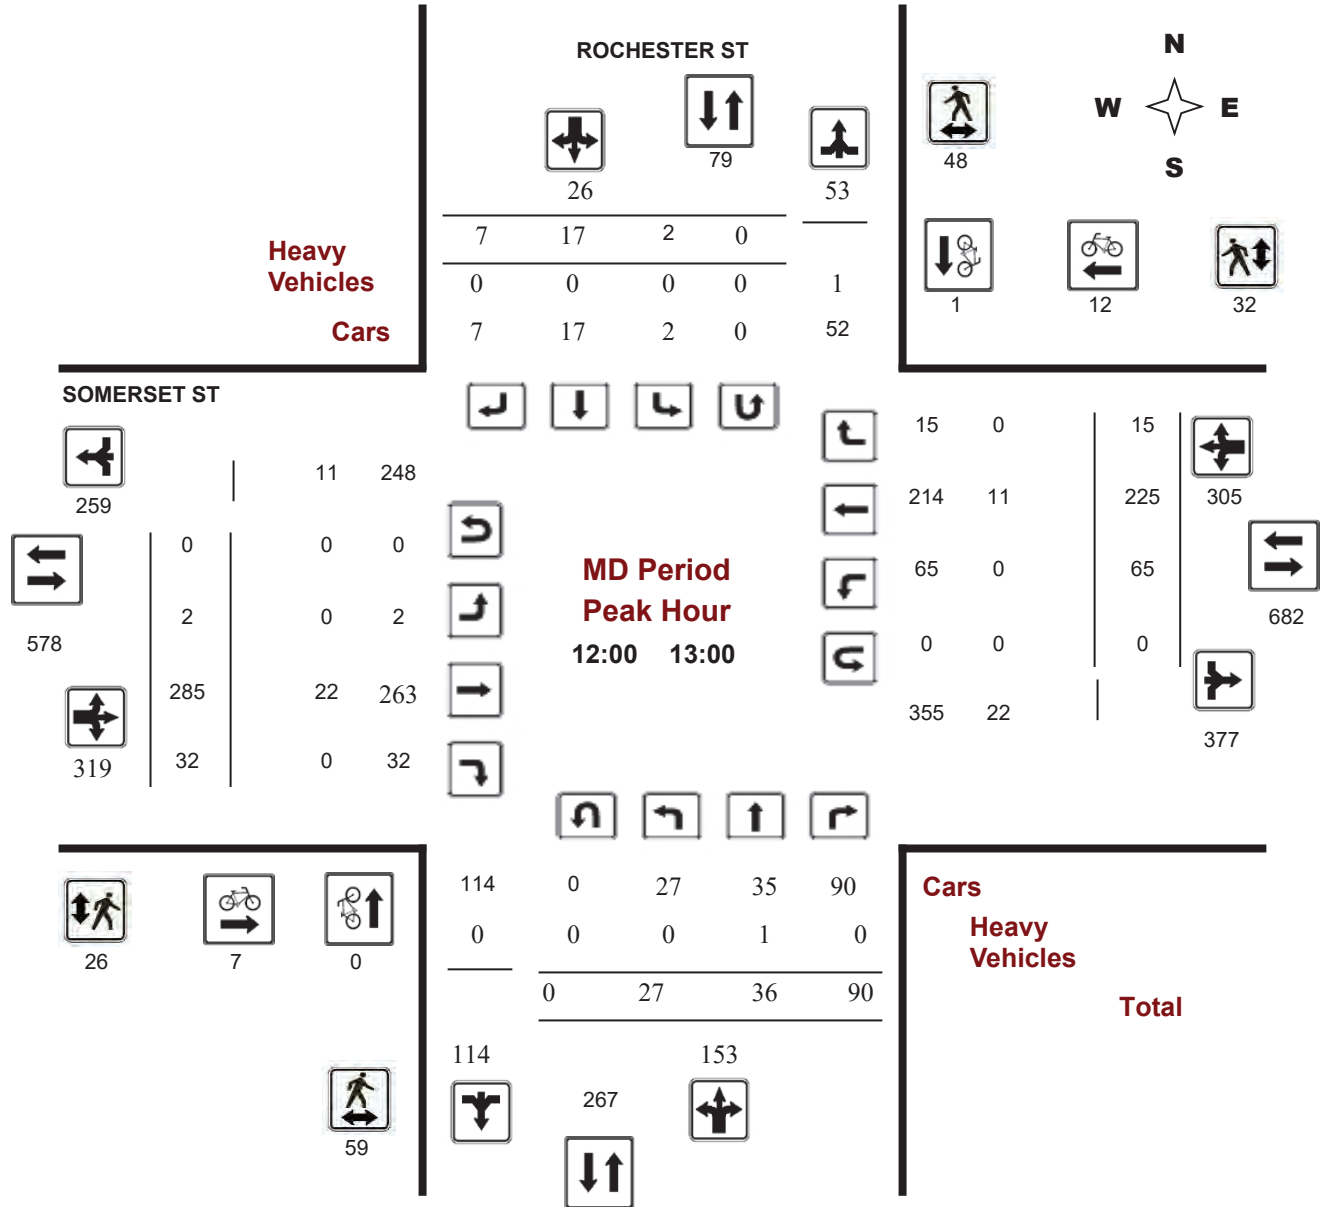 ROCHESTER ST
N
W E
S
79
48
26 53
7 17 2 0
Heavy
Vehicles
0 0 0 0 1
1 12 32
Cars
7 17 2 0 52
SOMERSET ST
15 0 15
11 248
259
214 11 225 305
0 0 0
MD Period
Peak Hour
65 0 65
2 0 2
682
578
12:00 13:00
0 0 0
285 22 263
355 22
377
319 32 0 32
114 0 27 35 90
Cars
0 0 0 1 0
Heavy
Vehicles
26 7 0
0 27 36 90
Total
114 153
267
59